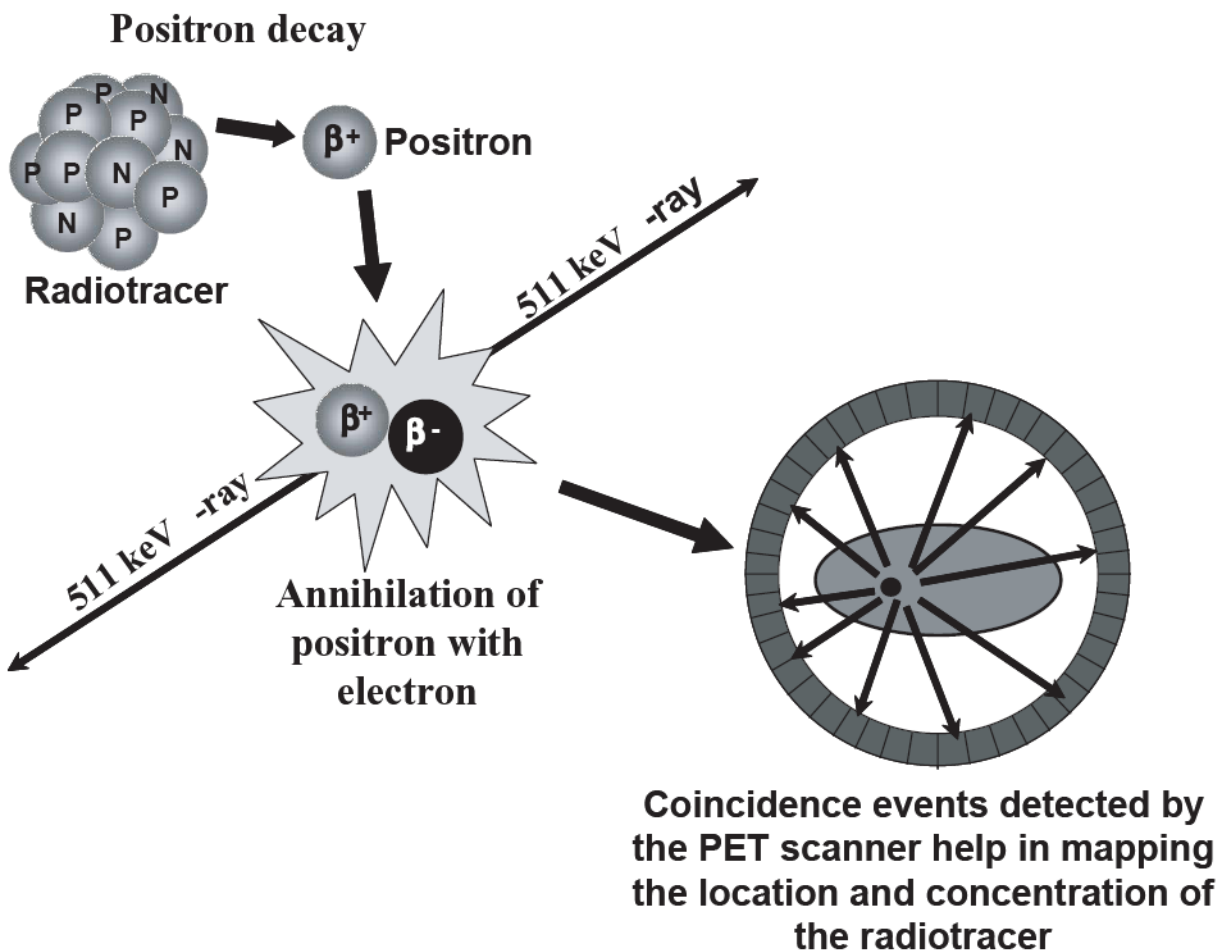 Positron decay
P
N
P
P
N
P
P
N
P
N
P
β+
Positron
Radiotracer
511 keV -ray
β+
β-
511 keV -ray
Annihilation of
positron with
electron
Coincidence events detected by
the PET scanner help in mapping
the location and concentration of
the radiotracer